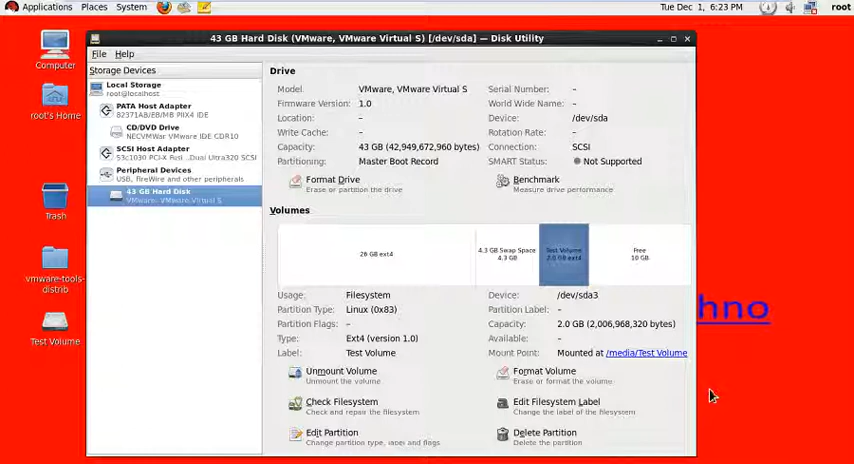 Applications Places System
Tue Dec 1, 6:23 PM
root
Computer
root's Home
Trash
vmware-tools-
distrib
Test Volume
hno
43 GB Hard Disk (VMware, VMware Virtual S) [/dev/sda] — Disk Utility
File Help
Storage Devices
Local Storage
root@localhost
PATA Host Adapter
82371AB/EB/MB PIIX4 IDE
CD/DVD Drive
NECVMWar VMware IDE CDR10
SCSI Host Adapter
53c1030 PCI-X Fusi...Dual Ultra320 SCSI
Peripheral Devices
USB, FireWire and other peripherals
43 GB Hard Disk
VMware, VMware Virtual S
Drive
Model: VMware, VMware Virtual S Serial Number: –
Firmware Version: 1.0 World Wide Name: –
Location: – Device: /dev/sda
Write Cache: – Rotation Rate: –
Capacity: 43 GB (42,949,672,960 bytes) Connection: SCSI
Partitioning: Master Boot Record SMART Status: Not Supported
Format Drive Benchmark
Erase or partition the drive Measure drive performance
Volumes
26 GB ext4
4.3 GB Swap Space
4.3 GB
Test Volume
2.0 GB ext4
Free
10 GB
Usage: Filesystem Device: /dev/sda3
Partition Type: Linux (0x83) Partition Label: –
Partition Flags: – Capacity: 2.0 GB (2,006,968,320 bytes)
Type: Ext4 (version 1.0) Available: –
Label: Test Volume Mount Point: Mounted at /media/Test Volume
Unmount Volume Format Volume
Unmount the volume Erase or format the volume
Check Filesystem Edit Filesystem Label
Check and repair the filesystem Change the label of the filesystem
Edit Partition Delete Partition
Change partition type, label and flags Delete the partition